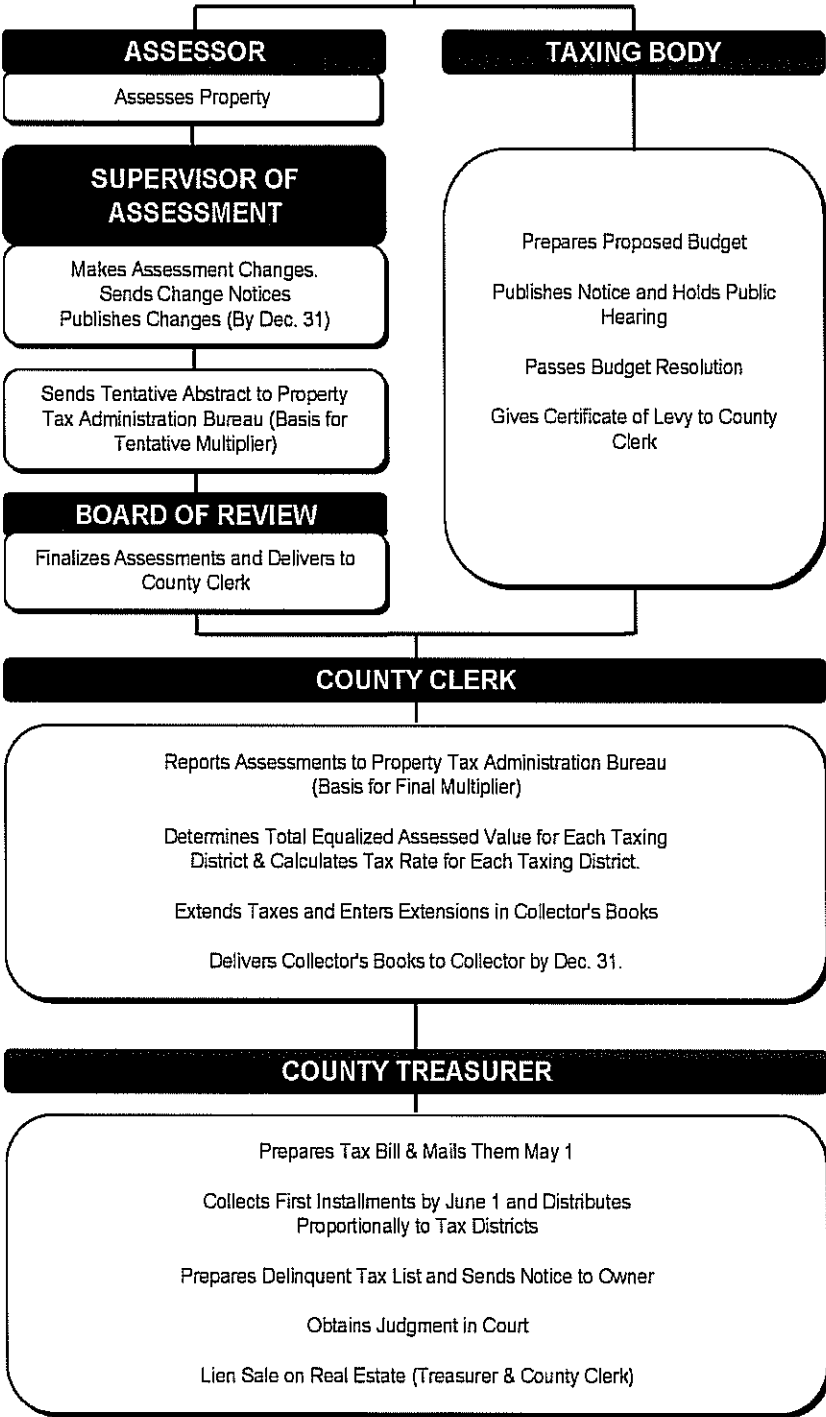 ASSESSOR
Assesses Property
SUPERVISOR OF
ASSESSMENT
Makes Assessment Changes.
Sends Change Notices
Publishes Changes (By Dec. 31)
Sends Tentative Abstract to Property
Tax Administration Bureau (Basis for
Tentative Multiplier)
BOARD OF REVIEW
Finalizes Assessments and Delivers to
County Clerk
TAXING BODY
Prepares Proposed Budget
Publishes Notice and Holds Public
Hearing
Passes Budget Resolution
Gives Certificate of Levy to County
Clerk
COUNTY CLERK
Reports Assessments to Property Tax Administration Bureau
(Basis for Final Multiplier)
Determines Total Equalized Assessed Value for Each Taxing
District & Calculates Tax Rate for Each Taxing District.
Extends Taxes and Enters Extensions in Collector's Books
Delivers Collector's Books to Collector by Dec. 31.
COUNTY TREASURER
Prepares Tax Bill & Mails Them May 1
Collects First Installments by June 1 and Distributes
Proportionally to Tax Districts
Prepares Delinquent Tax List and Sends Notice to Owner
Obtains Judgment in Court
Lien Sale on Real Estate (Treasurer & County Clerk)